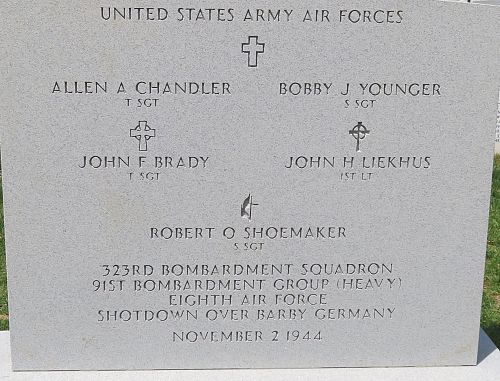 UNITED STATES ARMY AIR FORCES
ALLEN A CHANDLER BOBBY J YOUNGER
T SGT S SGT
JOHN F BRADY JOHN H LIEKHUS
T SGT 1ST LT
ROBERT O SHOEMAKER
S SGT
323RD BOMBARDMENT SQUADRON
91ST BOMBARDMENT GROUP (HEAVY)
EIGHTH AIR FORCE
SHOTDOWN OVER BARBY GERMANY
NOVEMBER 2 1944